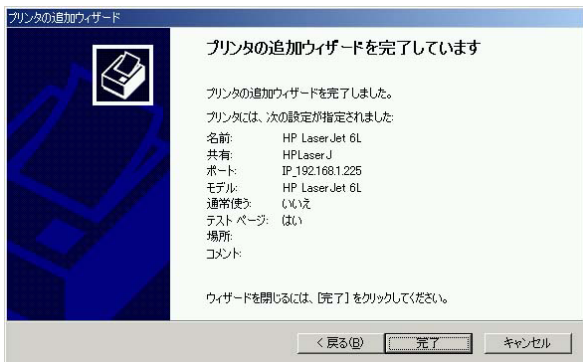 プリンタの追加ウィザード
プリンタの追加ウィザードを完了しています
プリンタの追加ウィザードを完了しました。
プリンタには、次の設定が指定されました:
名前: HP LaserJet 6L
共有: HPLaserJ
ポート: IP_192.168.1.225
モデル: HP LaserJet 6L
通常使う: いいえ
テスト ページ: はい
場所:
コメント:
ウィザードを閉じるには、[完了] をクリックしてください。
< 戻る(B) 完了 キャンセル